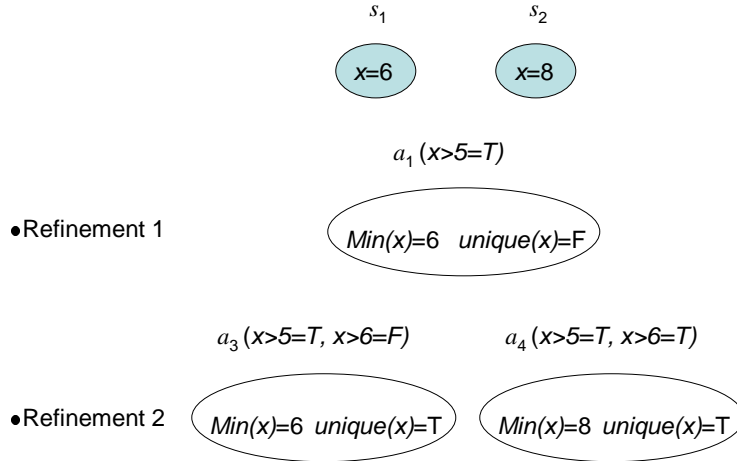 s1 s2
x=6 x=8
a1 (x>5=T)
•Refinement 1 Min(x)=6 unique(x)=F
a3 (x>5=T, x>6=F) a4 (x>5=T, x>6=T)
•Refinement 2 Min(x)=6 unique(x)=T Min(x)=8 unique(x)=T